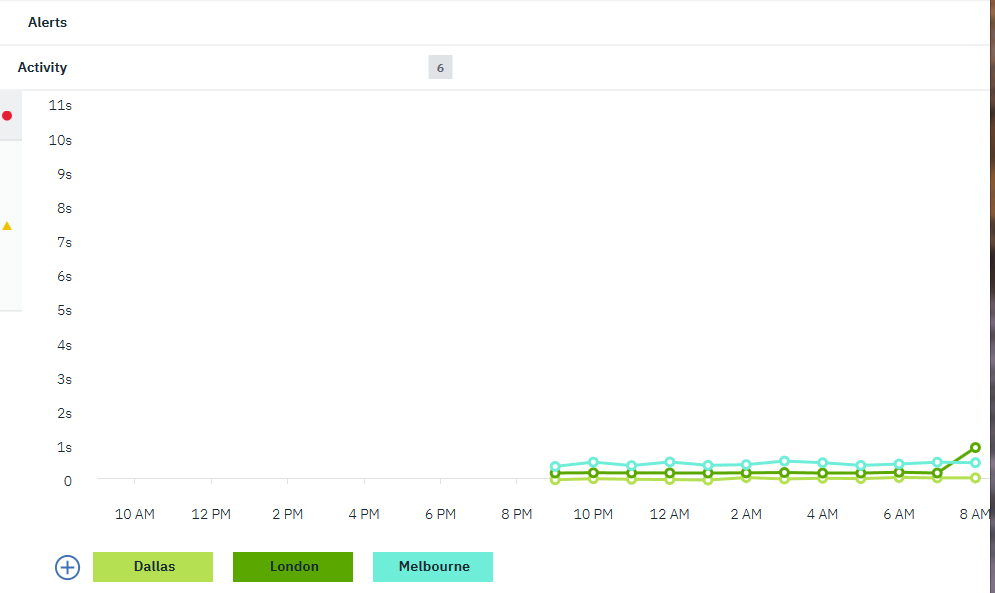 Alerts
Activity 6
11s
10s
9s
8s
7s
6s
5s
4s
3s
2s
1s
0
10 AM 12 PM 2 PM 4 PM 6 PM 8 PM 10 PM 12 AM 2 AM 4 AM 6 AM 8 AM
Dallas London Melbourne